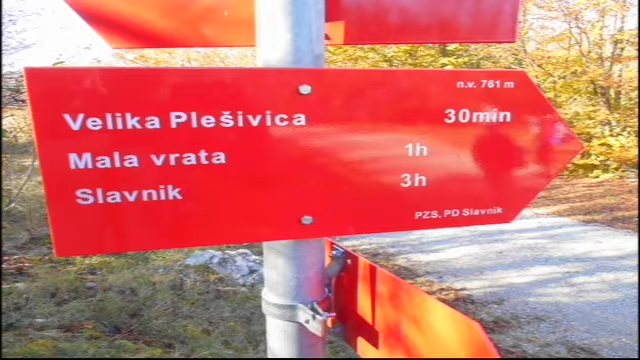 n.v. 761 m
Velika Plešivica 30min
Mala vrata 1h
Slavnik 3h
PZS, PD Slavnik